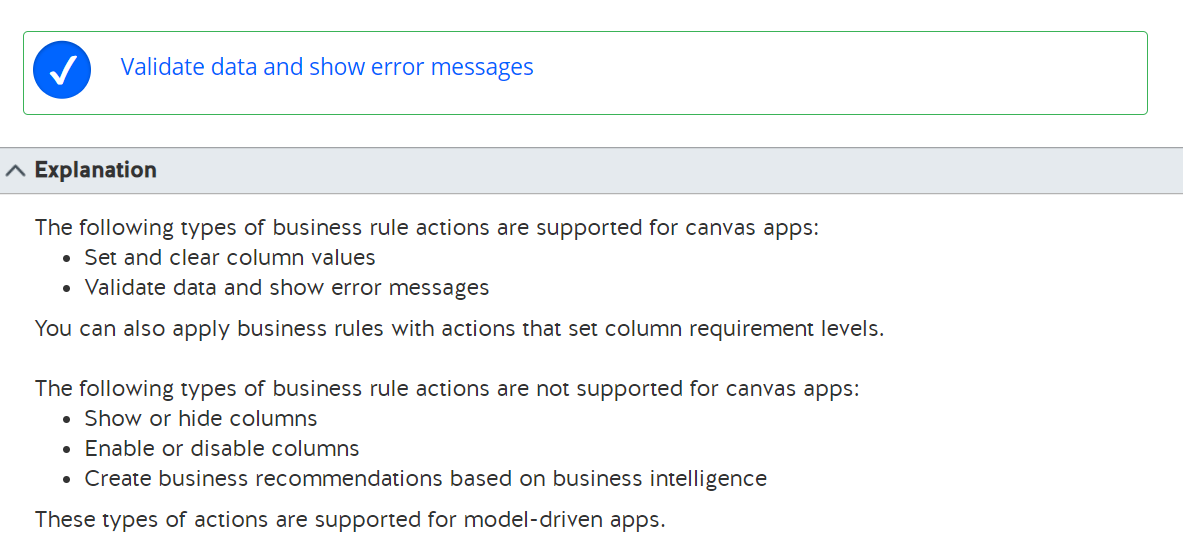 Validate data and show error messages
Explanation
The following types of business rule actions are supported for canvas apps:
• Set and clear column values
• Validate data and show error messages
You can also apply business rules with actions that set column requirement levels.
The following types of business rule actions are not supported for canvas apps:
• Show or hide columns
• Enable or disable columns
• Create business recommendations based on business intelligence
These types of actions are supported for model-driven apps.